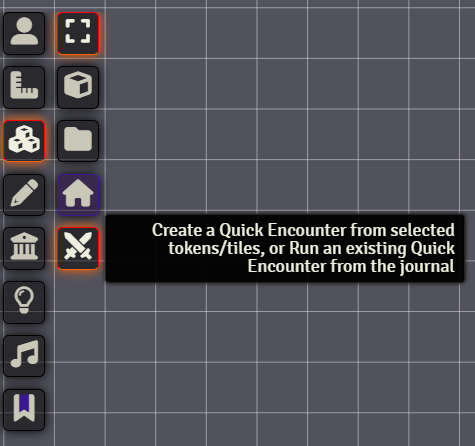 Create a Quick Encounter from selected
tokens/tiles, or Run an existing Quick
Encounter from the journal